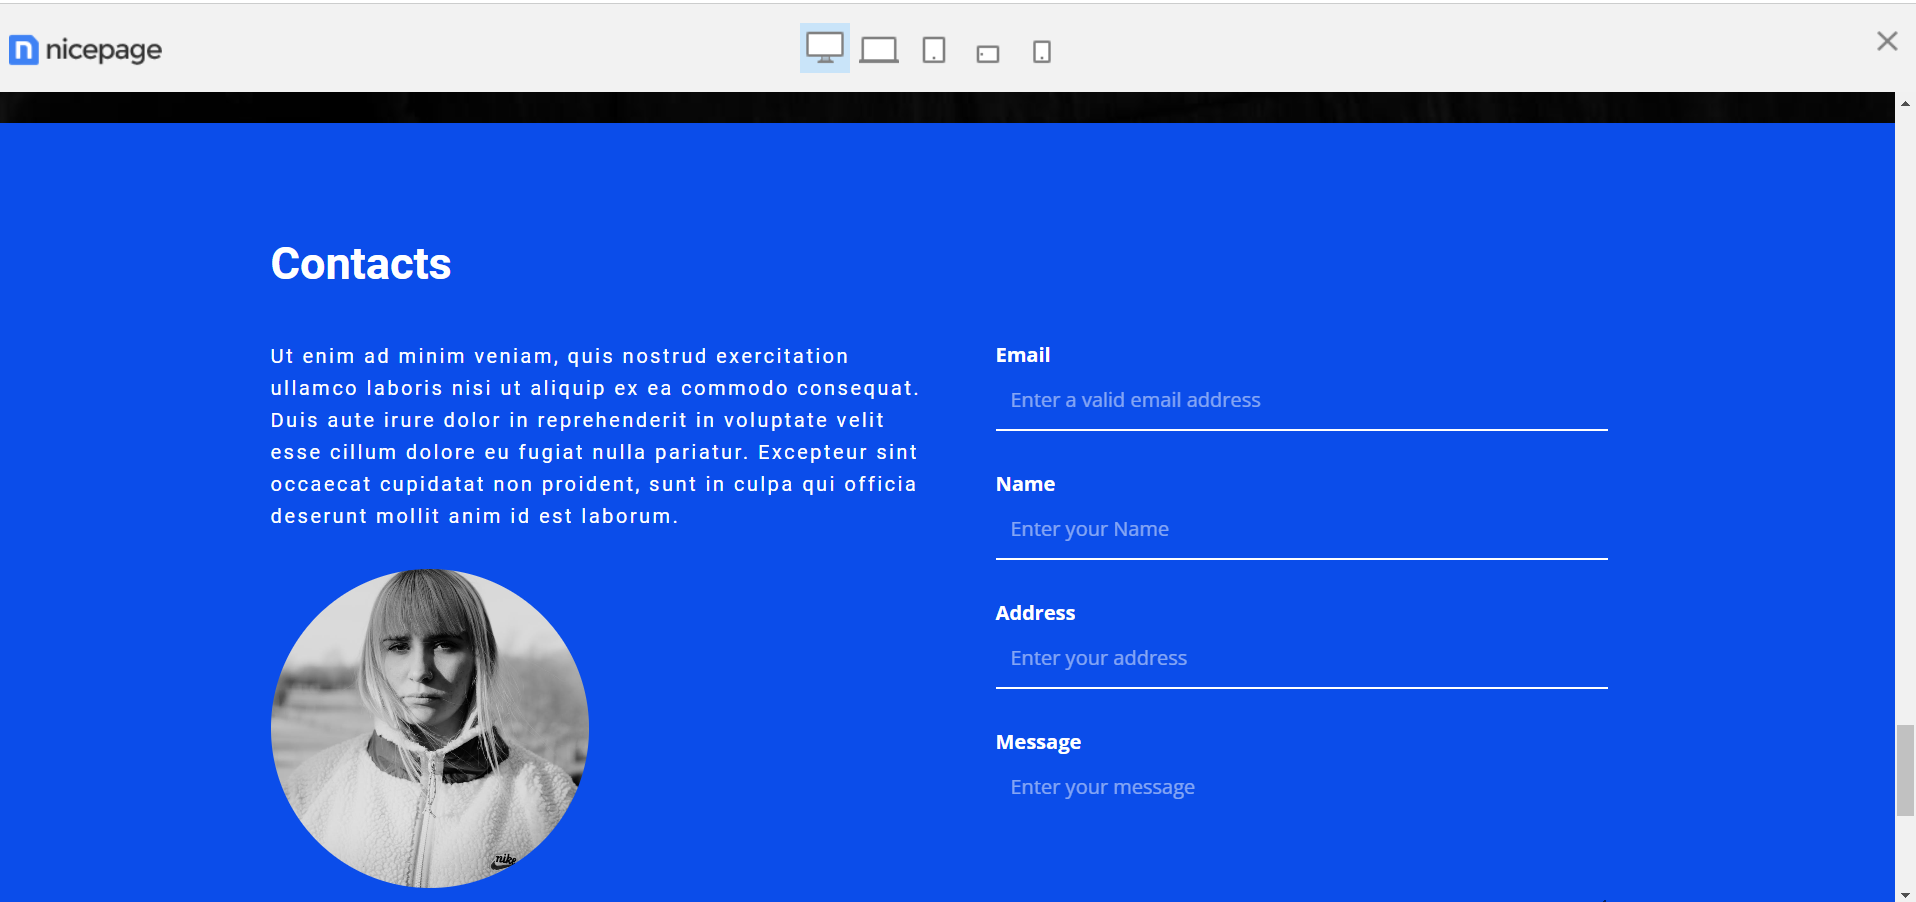 nicepage
Contacts
Ut enim ad minim veniam, quis nostrud exercitation
ullamco laboris nisi ut aliquip ex ea commodo consequat.
Duis aute irure dolor in reprehenderit in voluptate velit
esse cillum dolore eu fugiat nulla pariatur. Excepteur sint
occaecat cupidatat non proident, sunt in culpa qui officia
deserunt mollit anim id est laborum.
nike
Email
Enter a valid email address
Name
Enter your Name
Address
Enter your address
Message
Enter your message